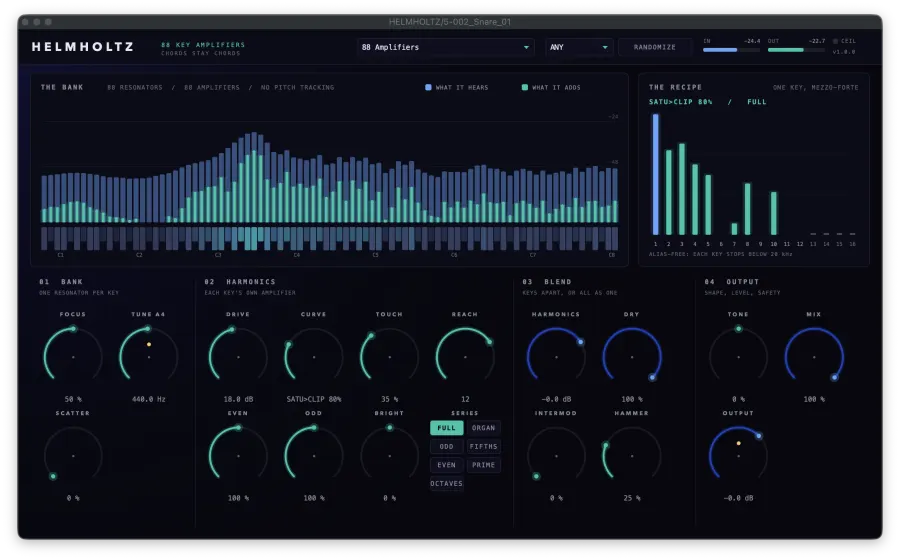 HELMHOLTZ/5-002_Snare_01
HELMHOLTZ
88 KEY AMPLIFIERS
CHORDS STAY CHORDS
88 Amplifiers
ANY
RANDOMIZE
IN -24.4
OUT -22.7
CEIL
v1.0.0
THE BANK
88 RESONATORS / 88 AMPLIFIERS / NO PITCH TRACKING
WHAT IT HEARS
WHAT IT ADDS
-24
-48
C1 C2 C3 C4 C5 C6 C7 C8
THE RECIPE
ONE KEY, MEZZO-FORTE
SATU>CLIP 80% / FULL
1 2 3 4 5 6 7 8 9 10 11 12 13 14 15 16
ALIAS-FREE: EACH KEY STOPS BELOW 20 kHz
01 BANK
ONE RESONATOR PER KEY
FOCUS
TUNE A4
50 %
440.0 Hz
SCATTER
0 %
02 HARMONICS
EACH KEY'S OWN AMPLIFIER
DRIVE
CURVE
TOUCH
REACH
18.0 dB
SATU>CLIP 80%
35 %
12
EVEN
ODD
BRIGHT
SERIES
FULL
ORGAN
ODD
FIFTHS
EVEN
PRIME
OCTAVES
100 %
100 %
0 %
03 BLEND
KEYS APART, OR ALL AS ONE
HARMONICS
DRY
-0.0 dB
100 %
INTERMOD
HAMMER
0 %
25 %
04 OUTPUT
SHAPE, LEVEL, SAFETY
TONE
MIX
0 %
100 %
OUTPUT
-0.0 dB